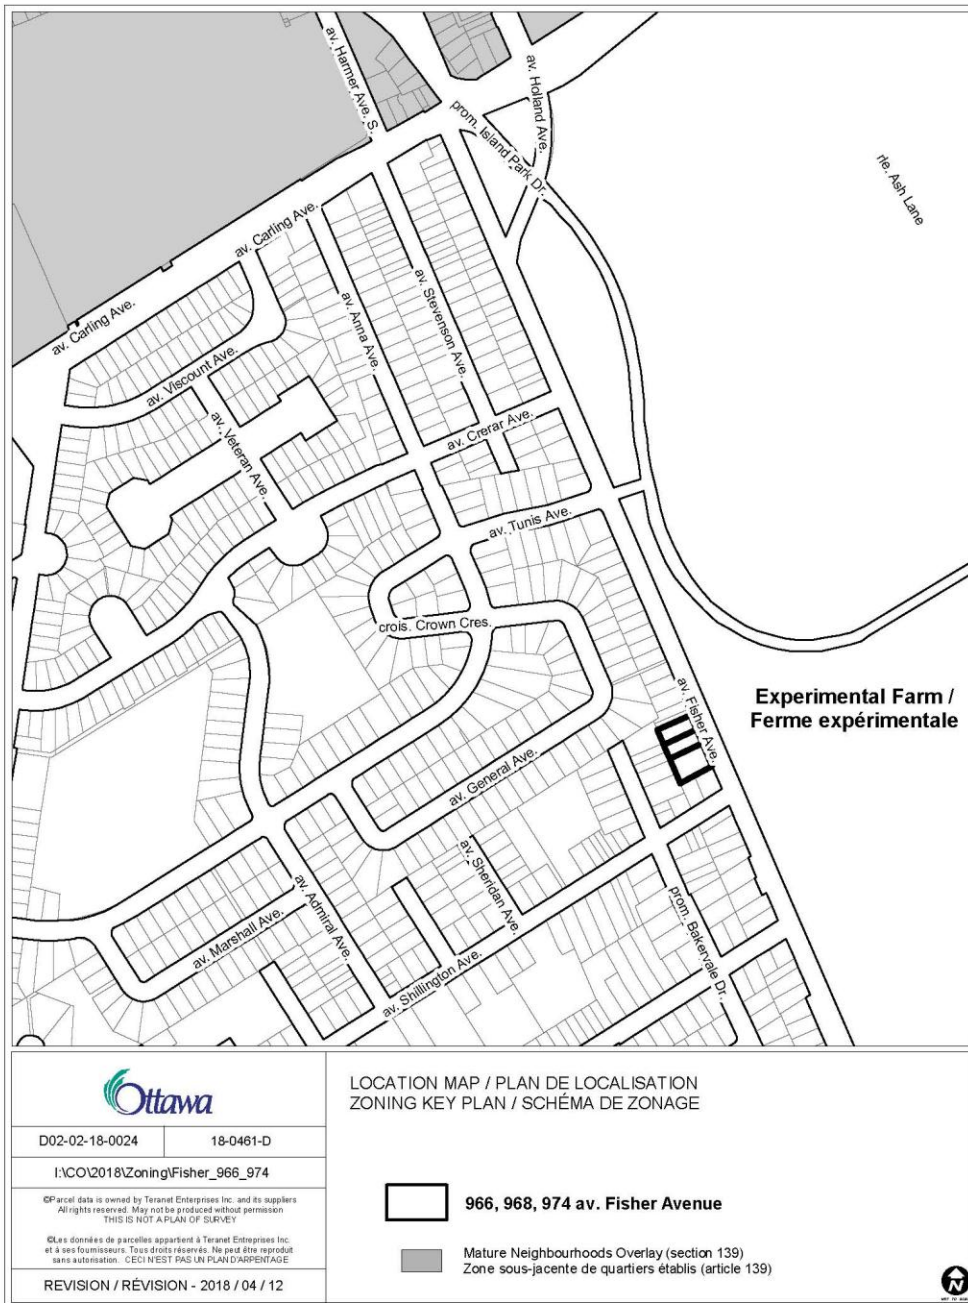 av. Harmer Ave. S.
av. Holland Ave.
prom. Island Park Dr.
rle. Ash Lane
av. Carling Ave.
av. Carling Ave.
av. Stevenson Ave.
av. Anna Ave.
av. Viscount Ave.
av. Veteran Ave.
av. Crerar Ave.
av. Tunis Ave.
crois. Crown Cres.
av. Fisher Ave.
Experimental Farm /
Ferme expérimentale
av. General Ave.
av. Sheridan Ave.
av. Admiral Ave.
av. Marshall Ave.
prom. Bakervale Dr.
av. Shillington Ave.
Ottawa
D02-02-18-0024
18-0461-D
I:\CO\2018\Zoning\Fisher_966_974
©Parcel data is owned by Teranet Enterprises Inc. and its suppliers
All rights reserved. May not be produced without permission
THIS IS NOT A PLAN OF SURVEY
©Les données de parcelles appartient à Teranet Entreprises Inc.
et à ses fournisseurs. Tous droits réservés. Ne peut être reproduit
sans autorisation. CECI N'EST PAS UN PLAN D'ARPENTAGE
REVISION / RÉVISION - 2018 / 04 / 12
LOCATION MAP / PLAN DE LOCALISATION
ZONING KEY PLAN / SCHÉMA DE ZONAGE
966, 968, 974 av. Fisher Avenue
Mature Neighbourhoods Overlay (section 139)
Zone sous-jacente de quartiers établis (article 139)
N